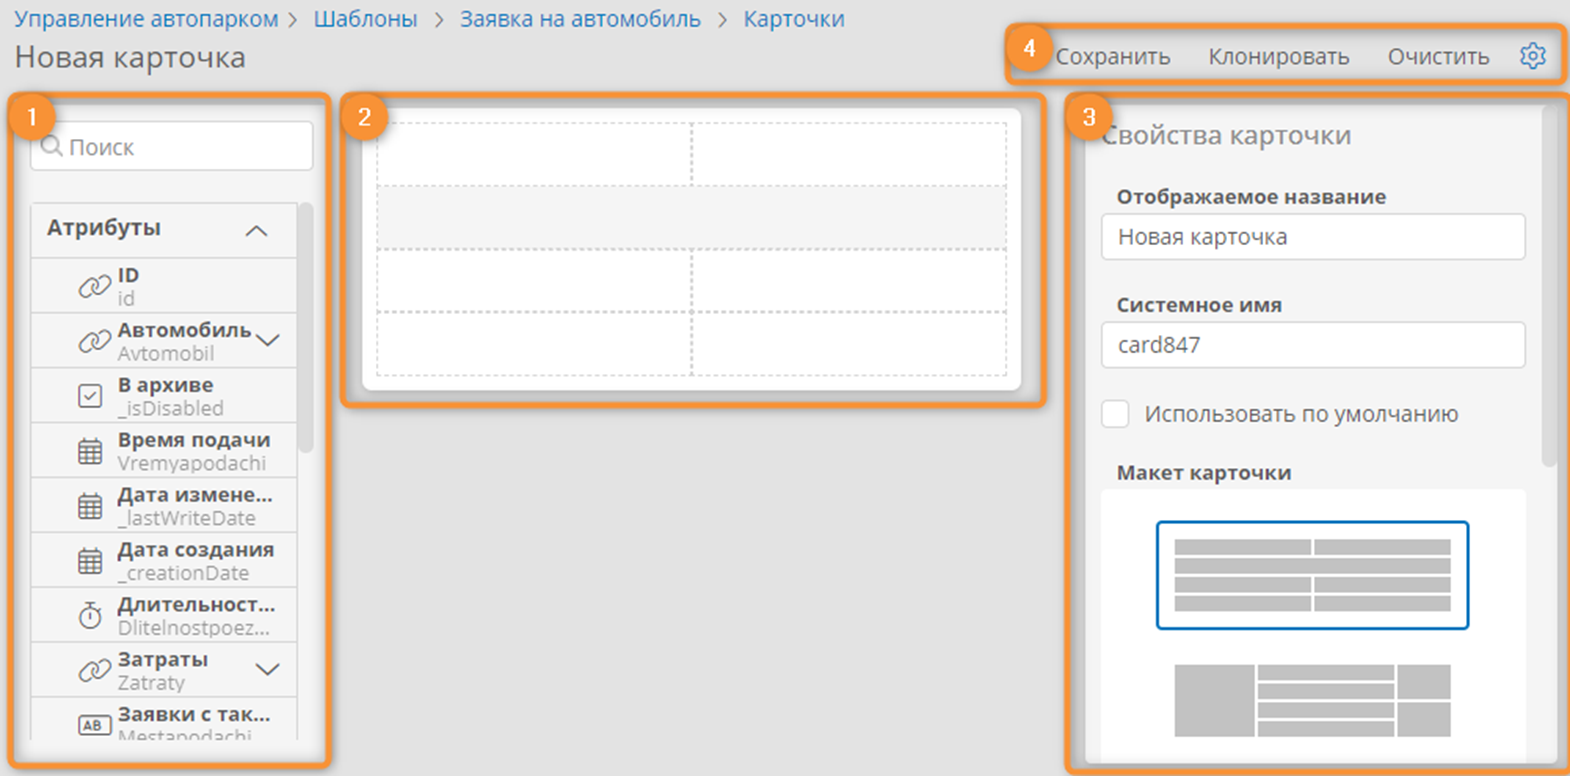 Управление автопарком > Шаблоны > Заявка на автомобиль > Карточки
Новая карточка
4
Сохранить Клонировать Очистить
1
Поиск
Атрибуты
ID
id
Автомобиль
Avtomobil
В архиве
_isDisabled
Время подачи
Vremyapodachi
Дата измене...
_lastWriteDate
Дата создания
_creationDate
Длительност...
Dlitelnostpoez...
Затраты
Zatraty
AB
Заявки с так...
Mestapodachi
2
3
Свойства карточки
Отображаемое название
Новая карточка
Системное имя
card847
Использовать по умолчанию
Макет карточки